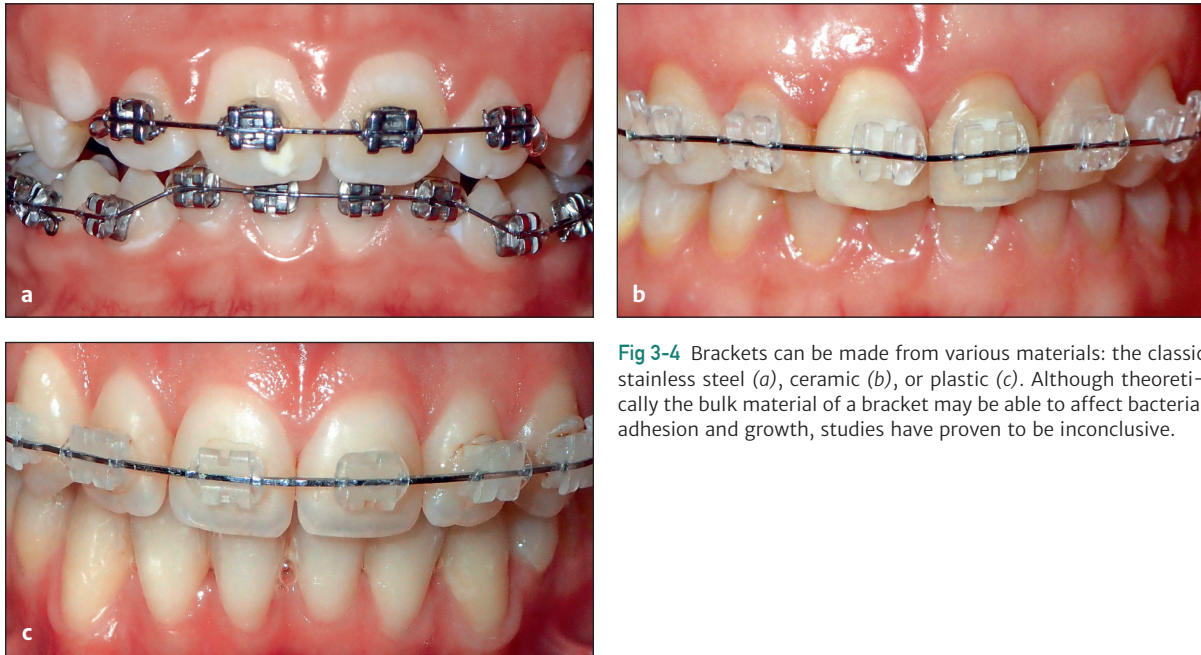 a
b
Fig 3-4 Brackets can be made from various materials: the classic
stainless steel (a), ceramic (b), or plastic (c). Although theoreti-
cally the bulk material of a bracket may be able to affect bacteria
adhesion and growth, studies have proven to be inconclusive.
c